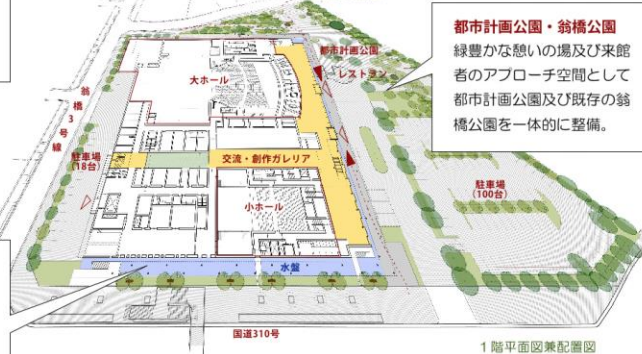 都市計画公園・翁橋公園
緑豊かな憩いの場及び来館
者のアプローチ空間として
都市計画公園及び既存の翁
橋公園を一体的に整備。
都市計画公園
レストラン
大ホール
翁橋3号線
駐車場
(18台)
交流・創作ガレリア
駐車場
(100台)
小ホール
水盤
国道310号
1階平面図兼配置図